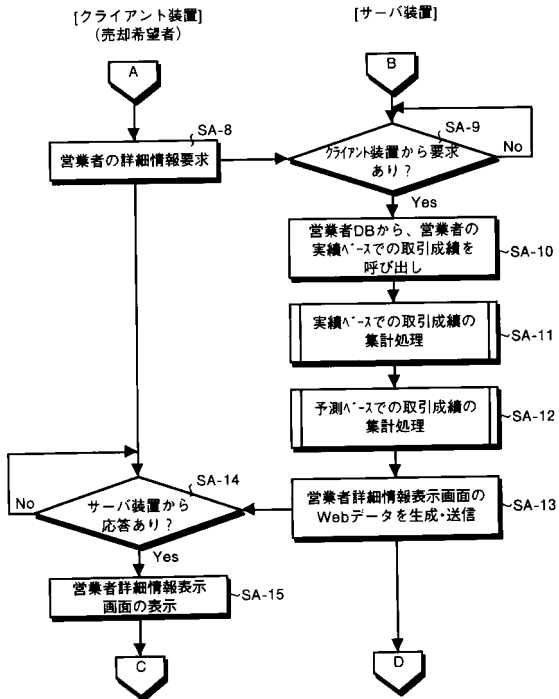 [クライアント装置]
(売却希望者)
[サーバ装置]
A
B
SA-8
営業者の詳細情報要求
SA-9
クライアント装置から要求
あり?
No
Yes
営業者DBから、営業者の
実績ベースでの取引成績を
呼び出し
SA-10
実績ベースでの取引成績の
集計処理
SA-11
予測ベースでの取引成績の
集計処理
SA-12
SA-14
サーバ装置から
応答あり?
No
Yes
営業者詳細情報表示画面の
Webデータを生成・送信
SA-13
営業者詳細情報表示
画面の表示
SA-15
C
D